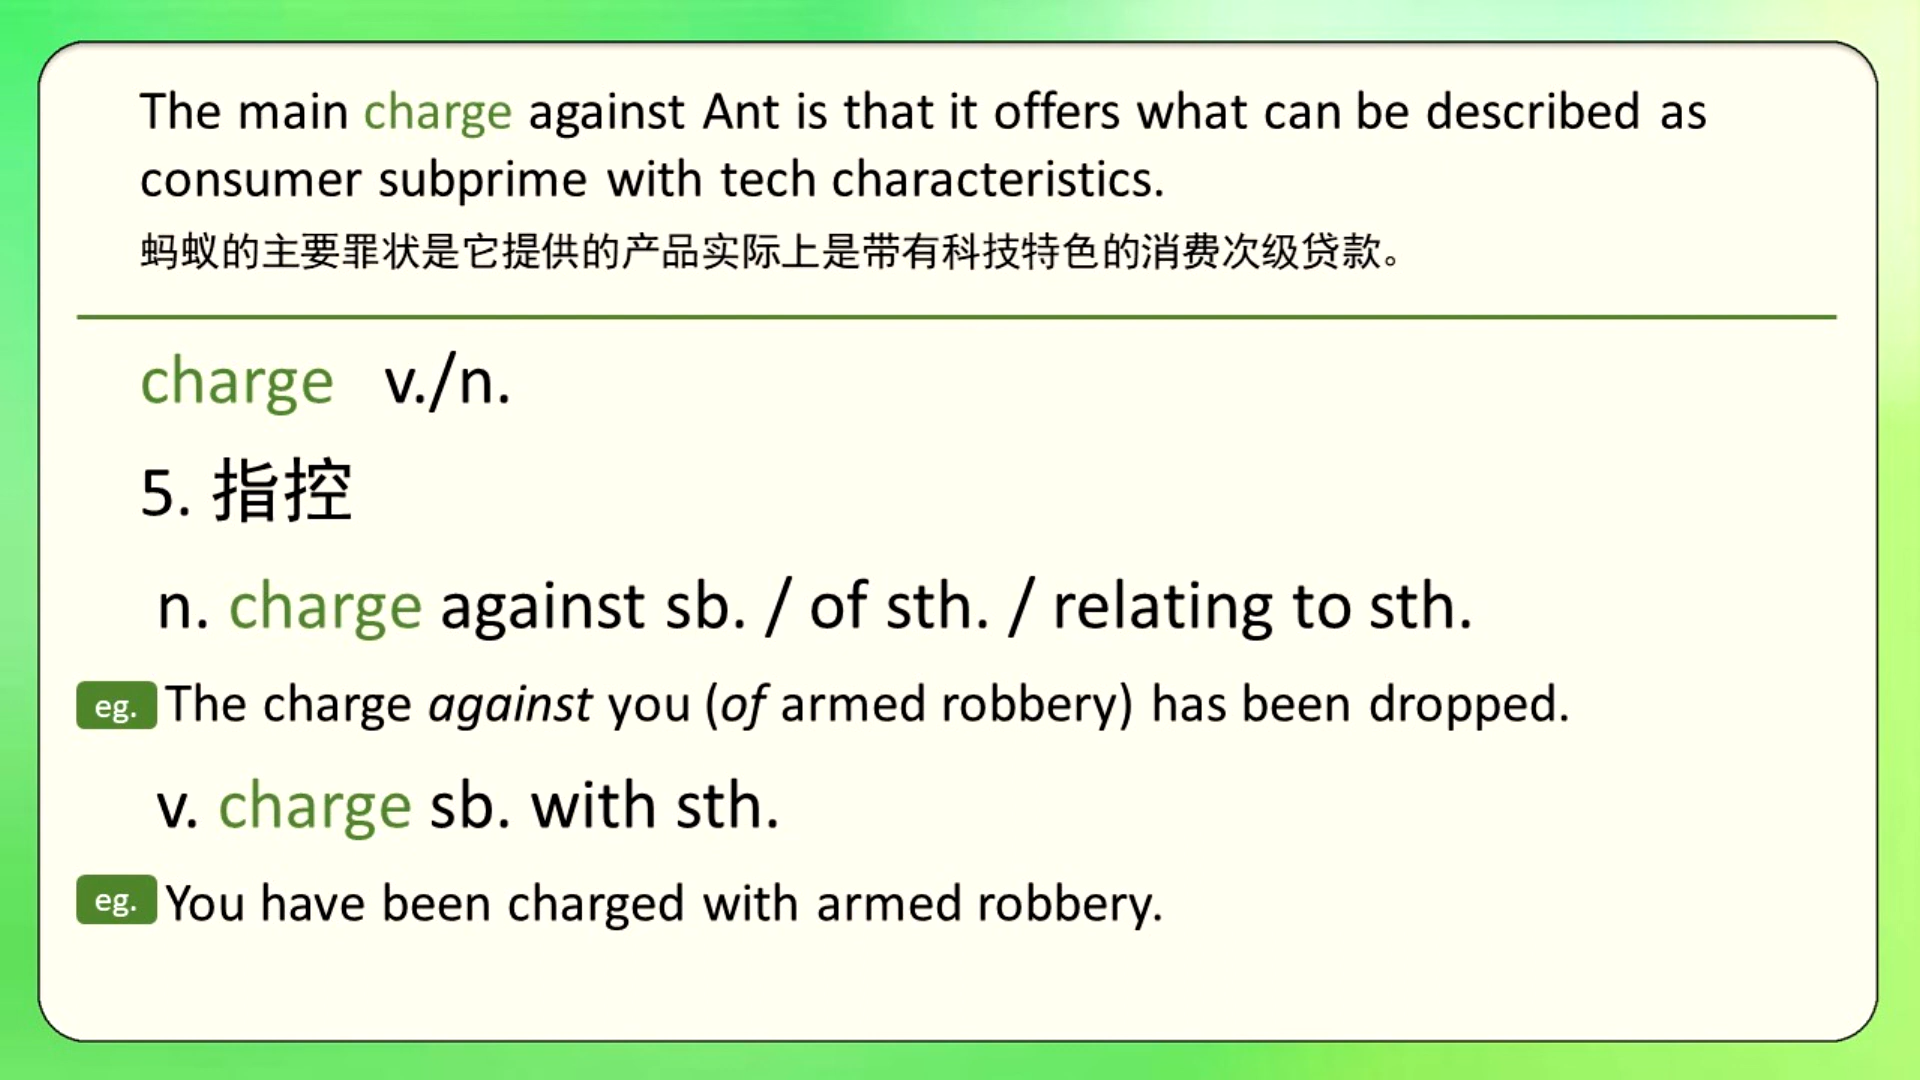 The main charge against Ant is that it offers what can be described as
consumer subprime with tech characteristics.
蚂蚁的主要罪状是它提供的产品实际上是带有科技特色的消费次级贷款。
charge v./n.
5. 指控
n. charge against sb. / of sth. / relating to sth.
eg. The charge against you (of armed robbery) has been dropped.
v. charge sb. with sth.
eg. You have been charged with armed robbery.